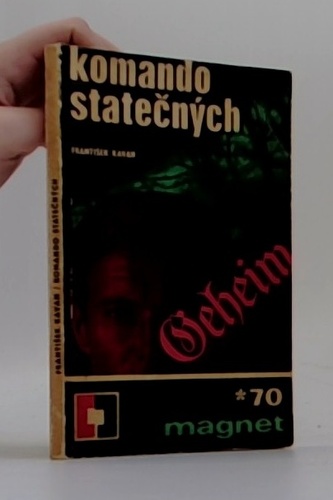 komando
statečných
FRANTIŠEK KAVAN
Geheim
*70
magnet
FRANTIŠEK KAVAN / KOMANDO STATEČNÝCH